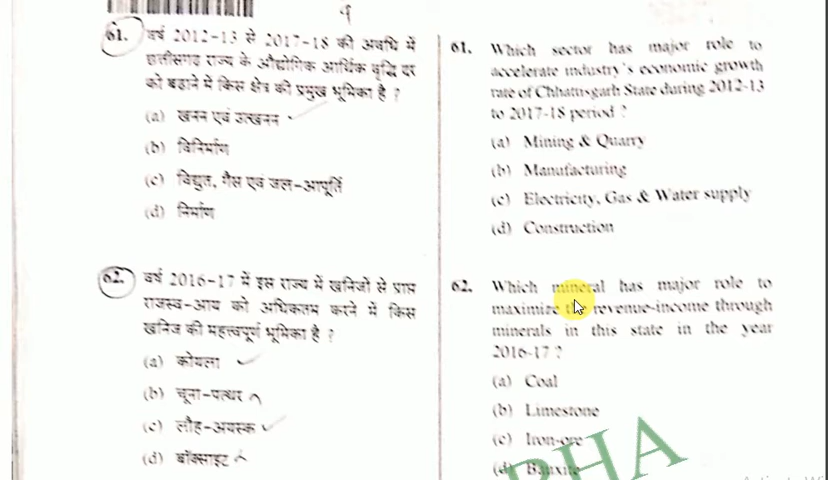 61. वर्ष 2012-13 से 2017-18 की अवधि में
छत्तीसगढ़ राज्य के औद्योगिक आर्थिक वृद्धि दर
को बढ़ाने में किस क्षेत्र की प्रमुख भूमिका है ?
(a) खनन एवं उत्खनन
(b) विनिर्माण
(c) विद्युत, गैस एवं जल-आपूर्ति
(d) निर्माण
62. वर्ष 2016-17 में इस राज्य में खनिजों से प्राप्त
राजस्व-आय को अधिकतम करने में किस
खनिज की महत्त्वपूर्ण भूमिका है ?
(a) कोयला
(b) चूना-पत्थर
(c) लौह-अयस्क
(d) बॉक्साइट
61. Which sector has major role to
accelerate industry's economic growth
rate of Chhattisgarh State during 2012-13
to 2017-18 period ?
(a) Mining & Quarry
(b) Manufacturing
(c) Electricity, Gas & Water supply
(d) Construction
62. Which mineral has major role to
maximize the revenue-income through
minerals in this state in the year
2016-17 ?
(a) Coal
(b) Limestone
(c) Iron-ore
(d) Bauxite